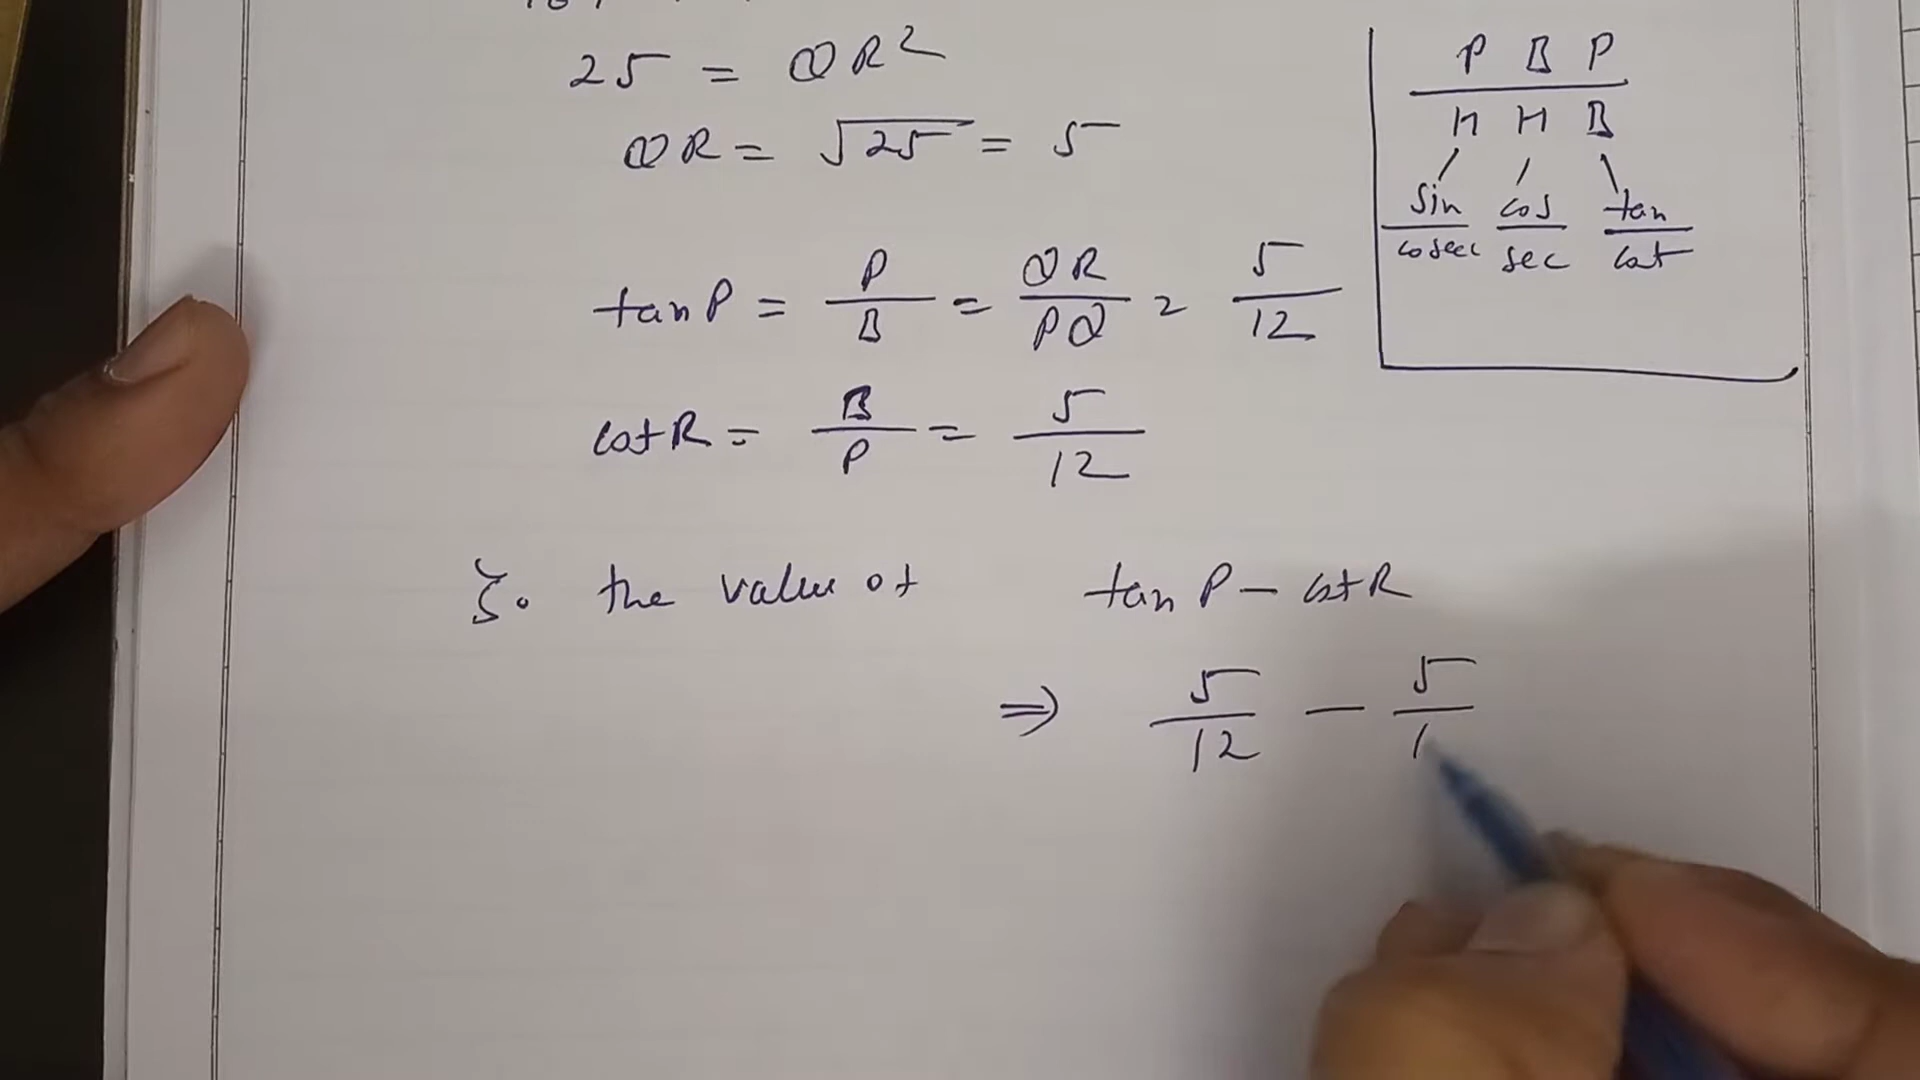 25 = QR²
QR = √25 = 5
tan P = P/B = QR/PQ = 5/12
cot R = B/P = 5/12
So the value of tan P - cot R
⇒ 5/12 - 5/1
P B P
H H B
sin cos tan
cosec sec cot